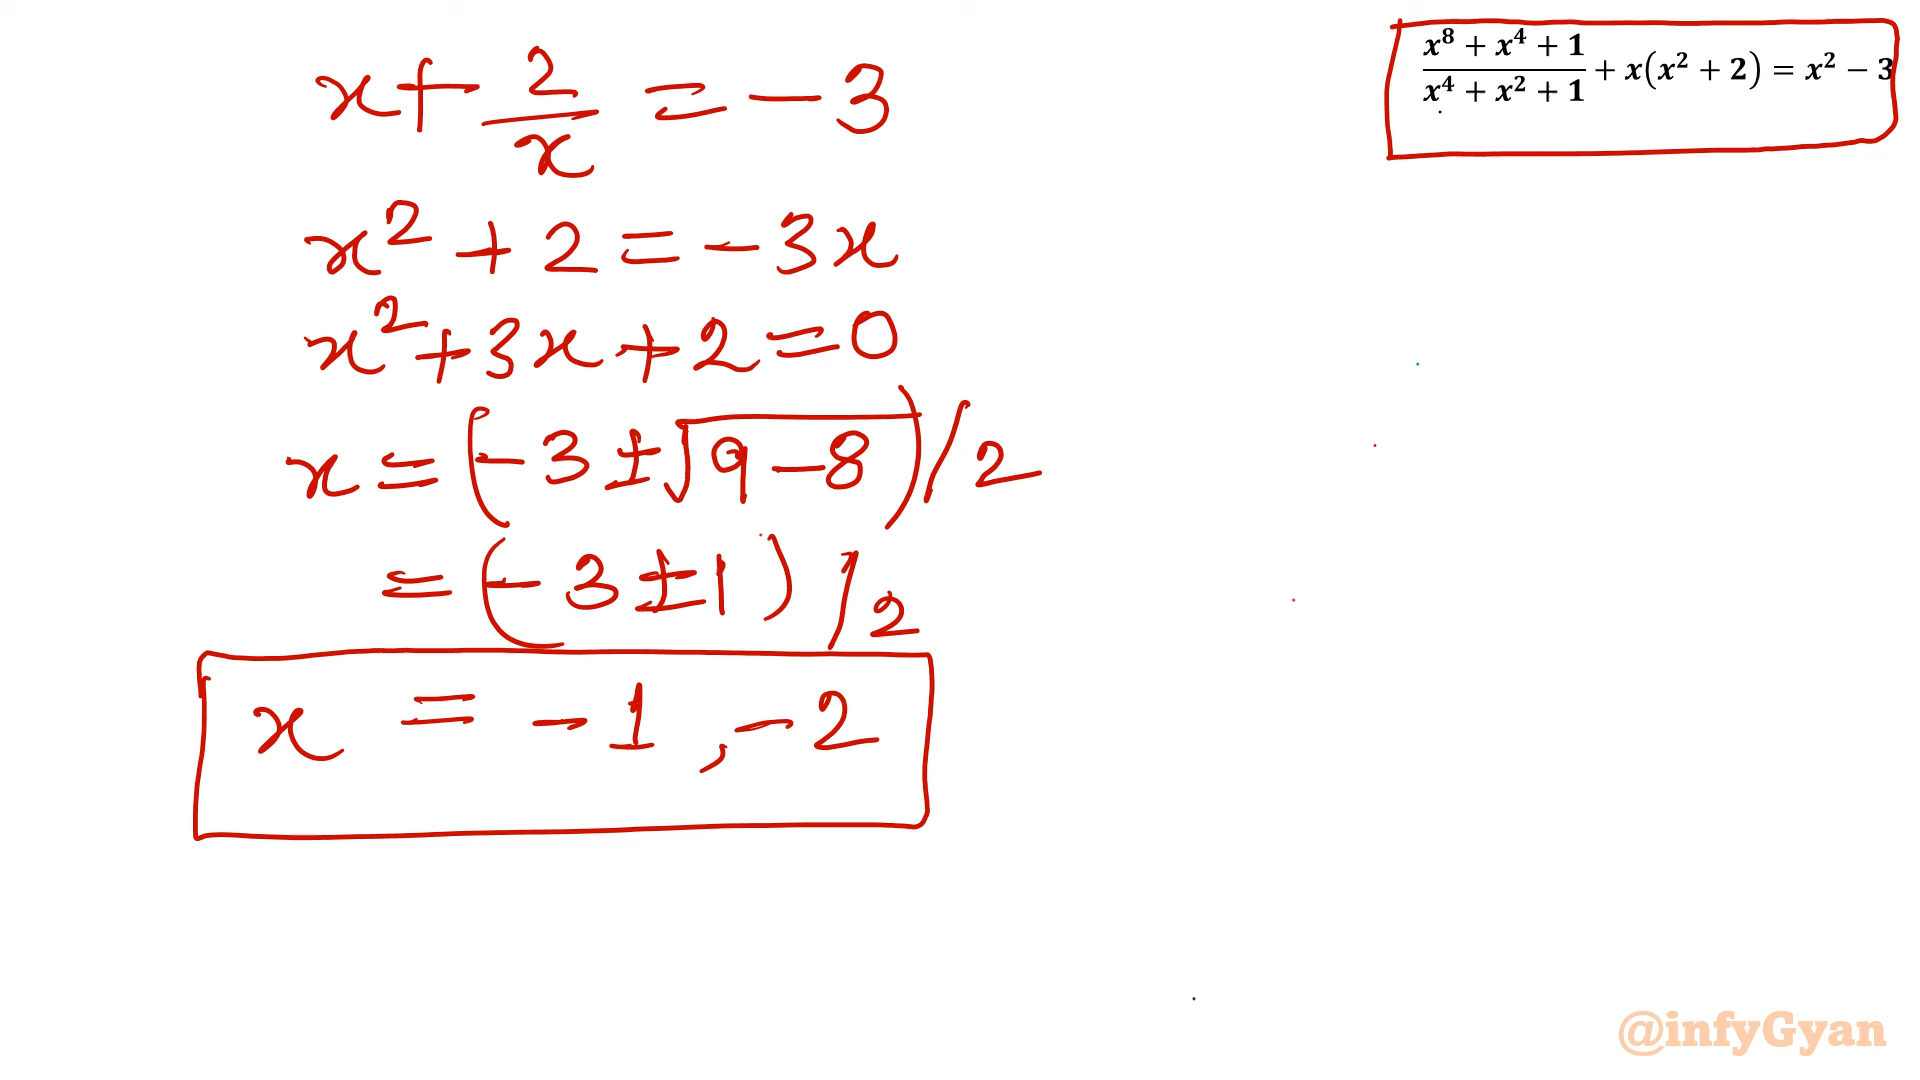 x + 2/x = -3
x² + 2 = -3x
x² + 3x + 2 = 0
x = (-3 ± √(9 - 8)) / 2
= (-3 ± 1) / 2
x = -1, -2
(x⁸ + x⁴ + 1)/(x⁴ + x² + 1) + x(x² + 2) = x² − 3
@infyGyan